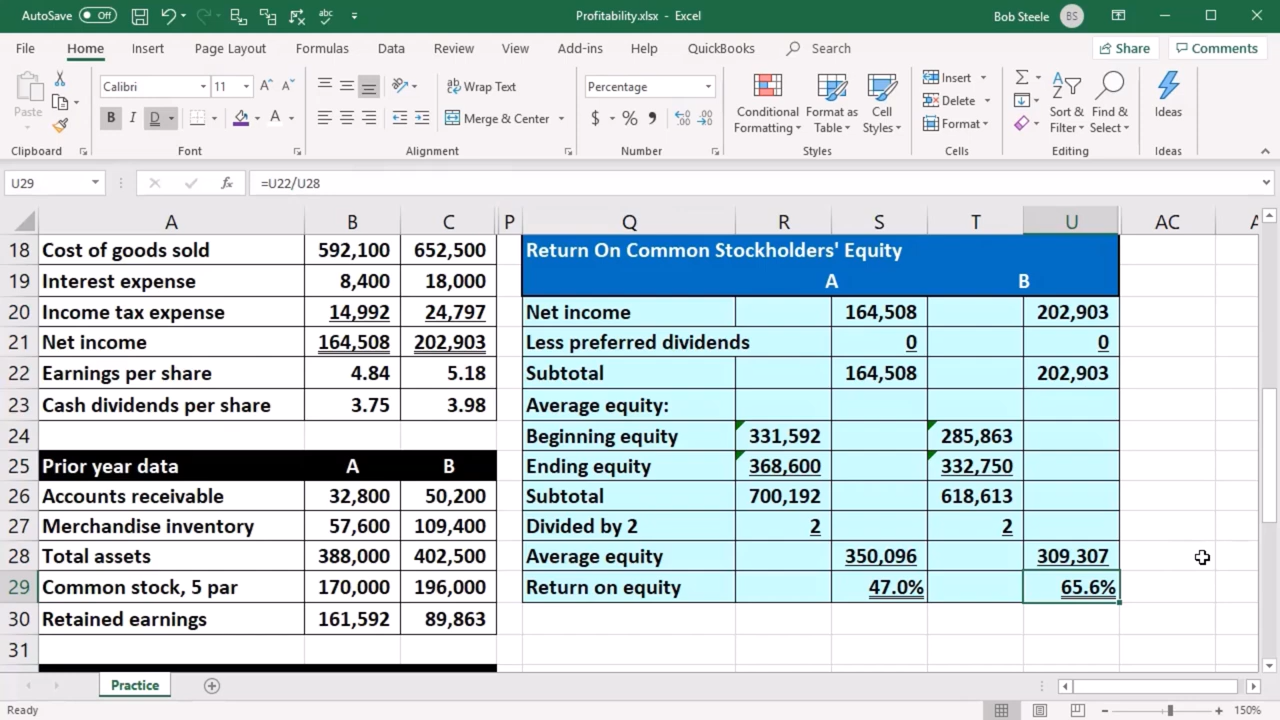 AutoSave Off Profitability.xlsx - Excel Bob Steele BS
File Home Insert Page Layout Formulas Data Review View Add-ins Help QuickBooks Search Share Comments
Paste Calibri 11 Wrap Text Percentage Conditional Formatting Format as Table Cell Styles Insert Σ Sort & Filter Find & Select Ideas
B I D A Merge & Center $ % Delete
Format
Clipboard Font Alignment Number Styles Cells Editing Ideas
U29 fx =U22/U28
A B C P Q R S T U AC A
18 Cost of goods sold 592,100 652,500 Return On Common Stockholders' Equity
19 Interest expense 8,400 18,000 A B
20 Income tax expense 14,992 24,797 Net income 164,508 202,903
21 Net income 164,508 202,903 Less preferred dividends 0 0
22 Earnings per share 4.84 5.18 Subtotal 164,508 202,903
23 Cash dividends per share 3.75 3.98 Average equity:
24 Beginning equity 331,592 285,863
25 Prior year data A B Ending equity 368,600 332,750
26 Accounts receivable 32,800 50,200 Subtotal 700,192 618,613
27 Merchandise inventory 57,600 109,400 Divided by 2 2 2
28 Total assets 388,000 402,500 Average equity 350,096 309,307
29 Common stock, 5 par 170,000 196,000 Return on equity 47.0% 65.6%
30 Retained earnings 161,592 89,863
31
Practice
Ready 150%